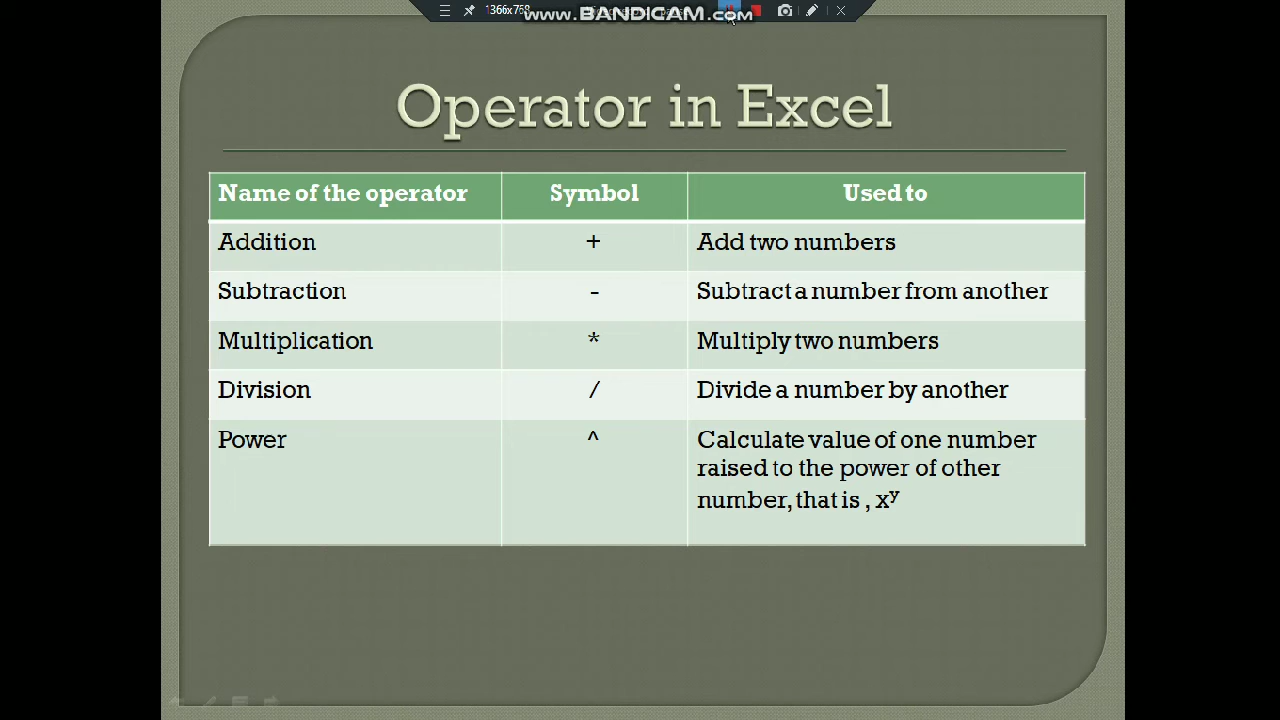 1366x768
www.BANDICAM.com
Operator in Excel
Name of the operator Symbol Used to
Addition + Add two numbers
Subtraction - Subtract a number from another
Multiplication * Multiply two numbers
Division / Divide a number by another
Power ^ Calculate value of one number
raised to the power of other
number, that is , xʸ